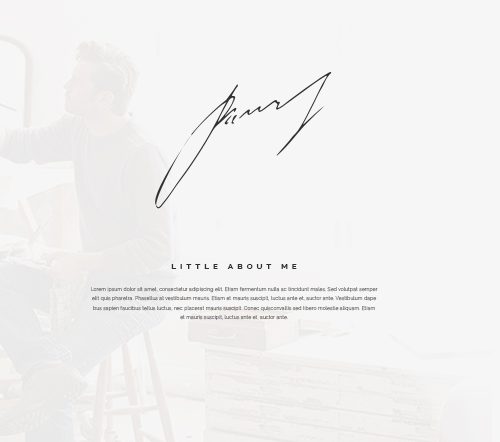 LITTLE ABOUT ME
Lorem ipsum dolor sit amet, consectetur adipiscing elit. Etiam fermentum nulla ac tincidunt males. Sed volutpat semper
elit quis pharetra. Phasellus at vestibulum mauris. Etiam et mauris suscipit, luctus ante et, auctor ante. Vestibulum dape
bus sapien faucibus tellus luctus, nec placerat mauris suscipit. Donec quisconvallis sed libero molestie aliquam. Etiam
et mauris suscipit, luctus ante et, auctor ante.